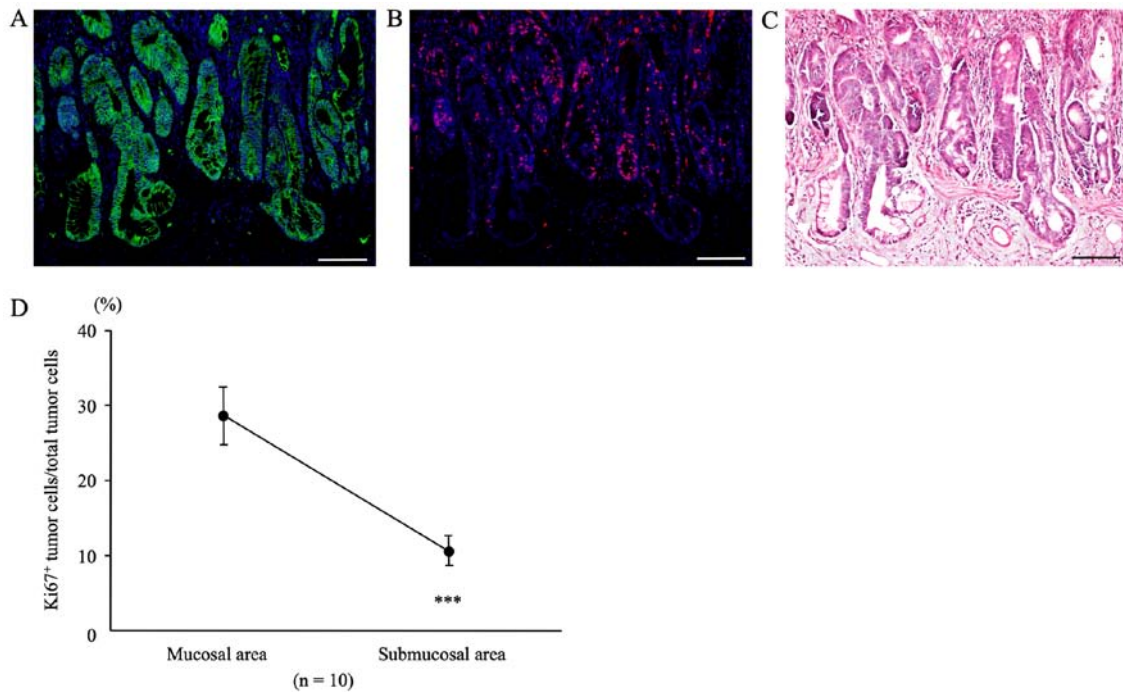 A
B
C
D
(%)
Ki67⁺ tumor cells/total tumor cells
40
30
20
10
0
***
Mucosal area
Submucosal area
(n = 10)